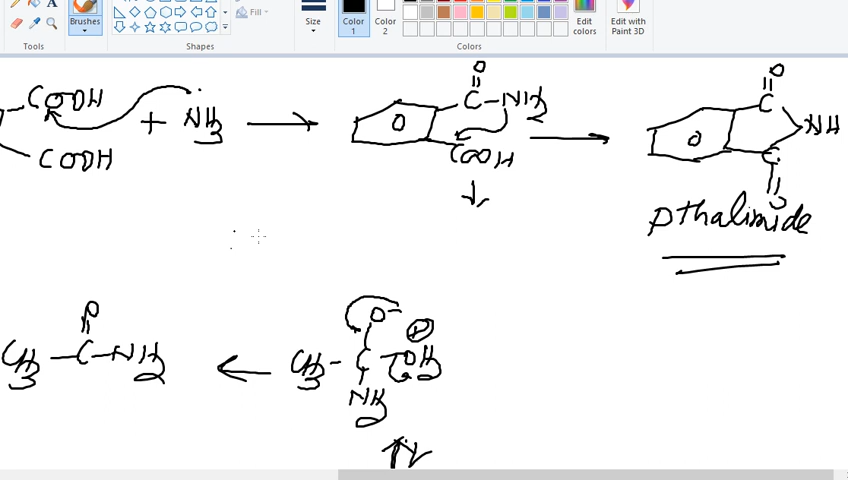 Tools
Brushes
Shapes
Fill
Size
Color 1
Color 2
Colors
Edit colors
Edit with Paint 3D
COOH
COOH
+ NH3
O
C-NH2
COOH
O
C
NH
C
O
pthalimide
O
CH3-C-NH2
O-
CH3-C-OH2
+
NH2